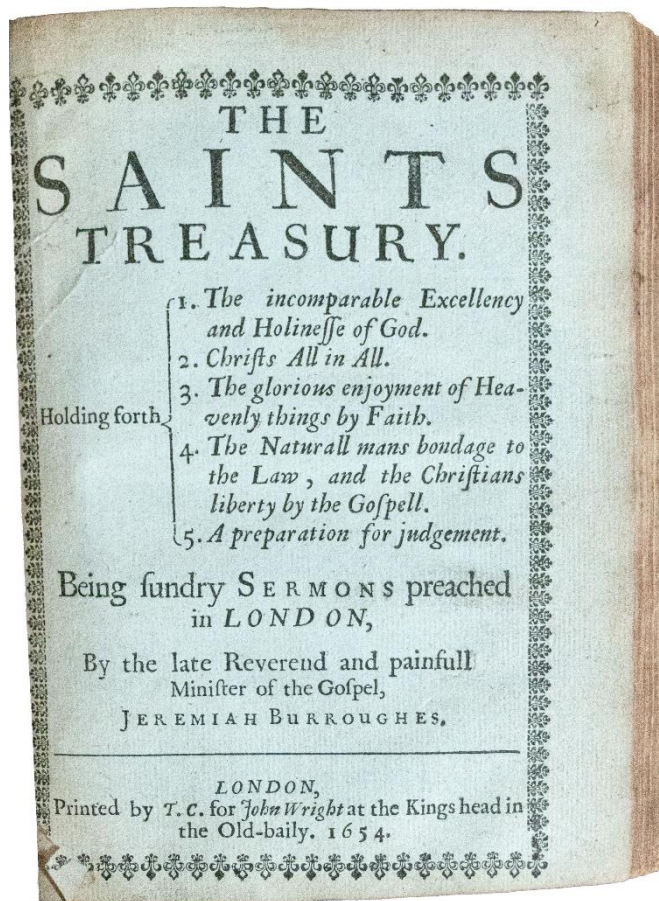 THE
SAINTS
TREASURY.
1. The incomparable Excellency
and Holineſſe of God.
2. Chriſts All in All.
3. The glorious enjoyment of Hea-
Holding forth
venly things by Faith.
4. The Naturall mans bondage to
the Law, and the Chriſtians
liberty by the Goſpell.
5. A preparation for judgement.
Being ſundry SERMONS preached
in LONDON,
By the late Reverend and painfull
Miniſter of the Goſpel,
JEREMIAH BURROUGHES.
LONDON,
Printed by T. C. for John Wright at the Kings head in
the Old-baily. 1654.